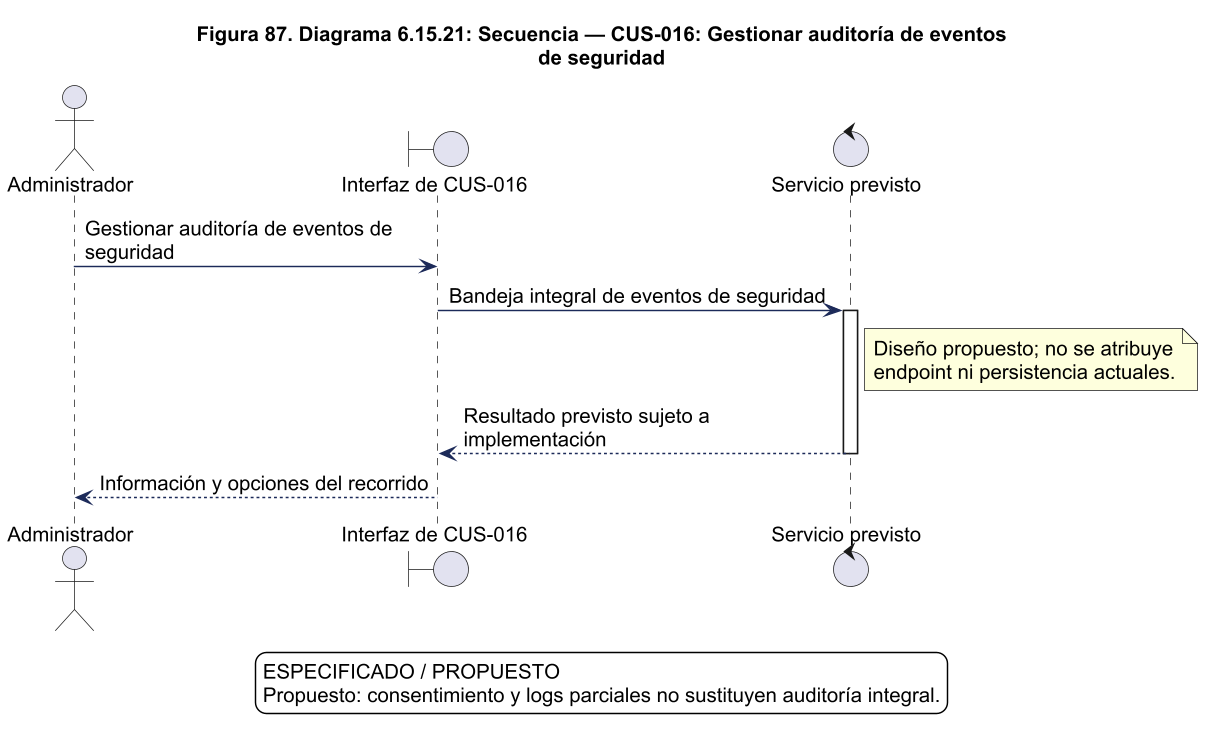 Figura 87. Diagrama 6.15.21: Secuencia — CUS-016: Gestionar auditoría de eventos
de seguridad
Administrador
Interfaz de CUS-016
Servicio previsto
Gestionar auditoría de eventos de
seguridad
Bandeja integral de eventos de seguridad
Diseño propuesto; no se atribuye
endpoint ni persistencia actuales.
Resultado previsto sujeto a
implementación
Información y opciones del recorrido
Administrador
Interfaz de CUS-016
Servicio previsto
ESPECIFICADO / PROPUESTO
Propuesto: consentimiento y logs parciales no sustituyen auditoría integral.